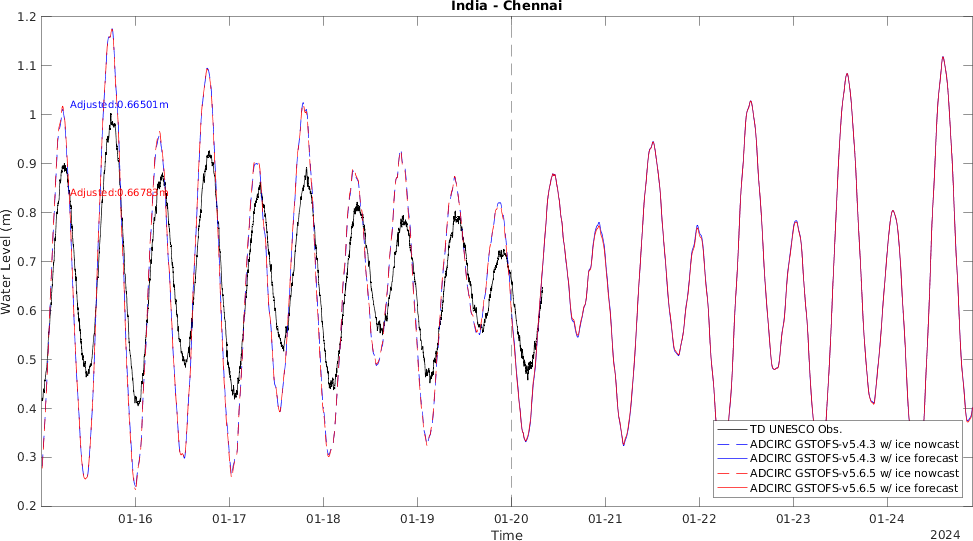 India - Chennai
Water Level (m)
1.2
1.1
1
0.9
0.8
0.7
0.6
0.5
0.4
0.3
0.2
Adjusted:0.66501m
Adjusted:0.66783m
01-16
01-17
01-18
01-19
01-20
01-21
01-22
01-23
01-24
Time
2024
TD UNESCO Obs.
ADCIRC GSTOFS-v5.4.3 w/ ice nowcast
ADCIRC GSTOFS-v5.4.3 w/ ice forecast
ADCIRC GSTOFS-v5.6.5 w/ ice nowcast
ADCIRC GSTOFS-v5.6.5 w/ ice forecast